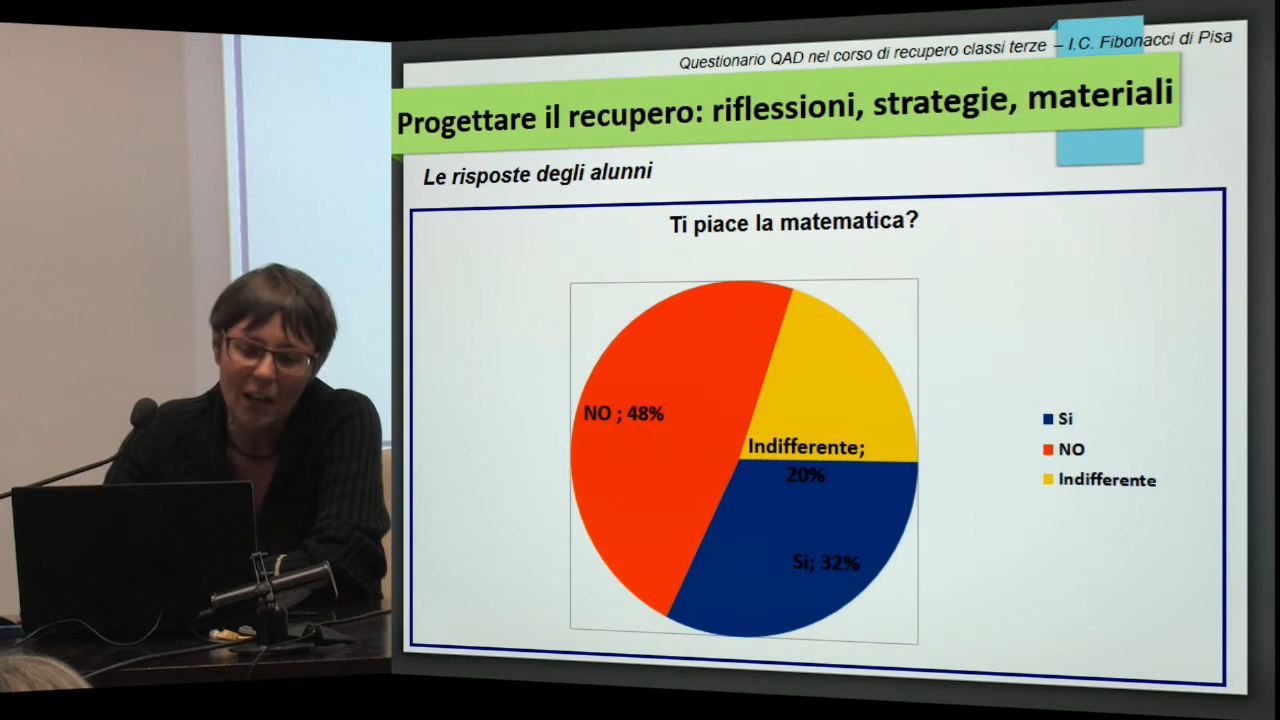 Questionario QAD nel corso di recupero classi terze – I.C. Fibonacci di Pisa
Progettare il recupero: riflessioni, strategie, materiali
Le risposte degli alunni
Ti piace la matematica?
NO ; 48%
Indifferente;
20%
Si; 32%
Si
NO
Indifferente